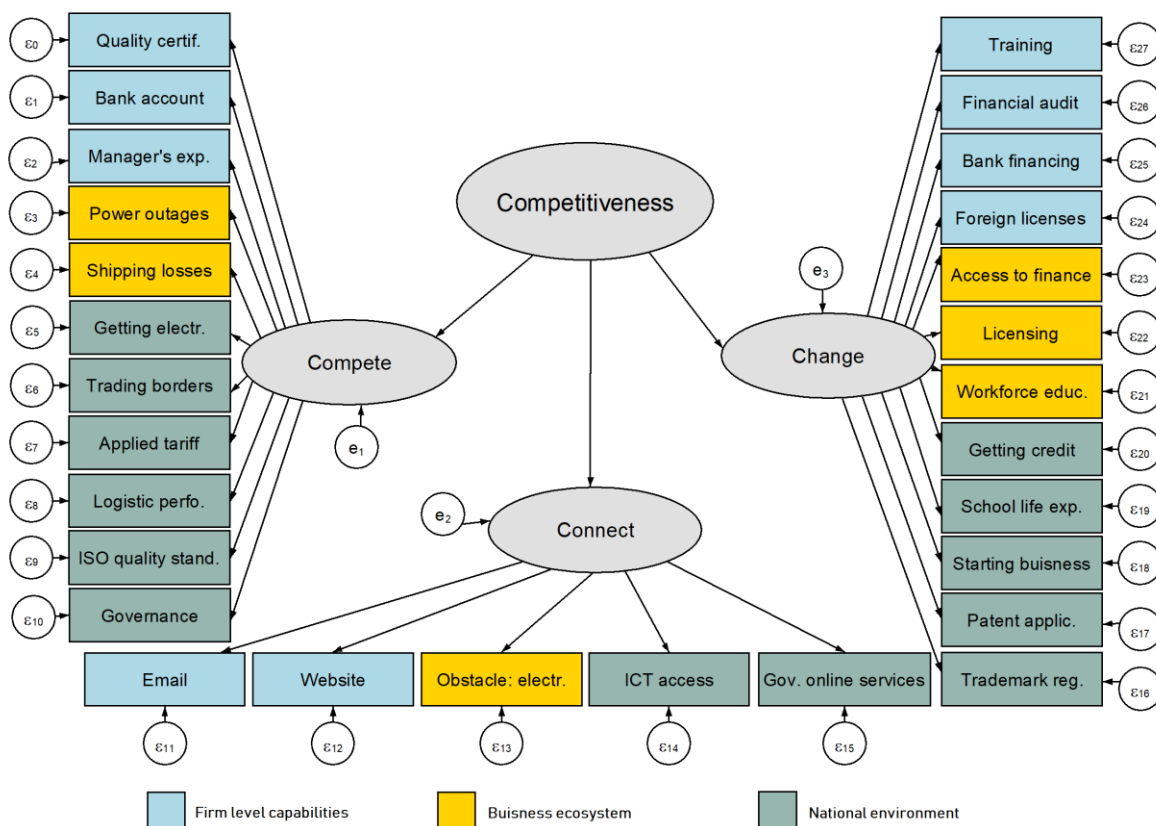 ε0
Quality certif.
ε1
Bank account
ε2
Manager's exp.
ε3
Power outages
ε4
Shipping losses
ε5
Getting electr.
ε6
Trading borders
ε7
Applied tariff
ε8
Logistic perfo.
ε9
ISO quality stand.
ε10
Governance
Competitiveness
Compete
e1
e2
Connect
e3
Change
Training
ε27
Financial audit
ε26
Bank financing
ε25
Foreign licenses
ε24
Access to finance
ε23
Licensing
ε22
Workforce educ.
ε21
Getting credit
ε20
School life exp.
ε19
Starting buisness
ε18
Patent applic.
ε17
Trademark reg.
ε16
Email
Website
Obstacle: electr.
ICT access
Gov. online services
ε11
ε12
ε13
ε14
ε15
Firm level capabilities
Buisness ecosystem
National environment